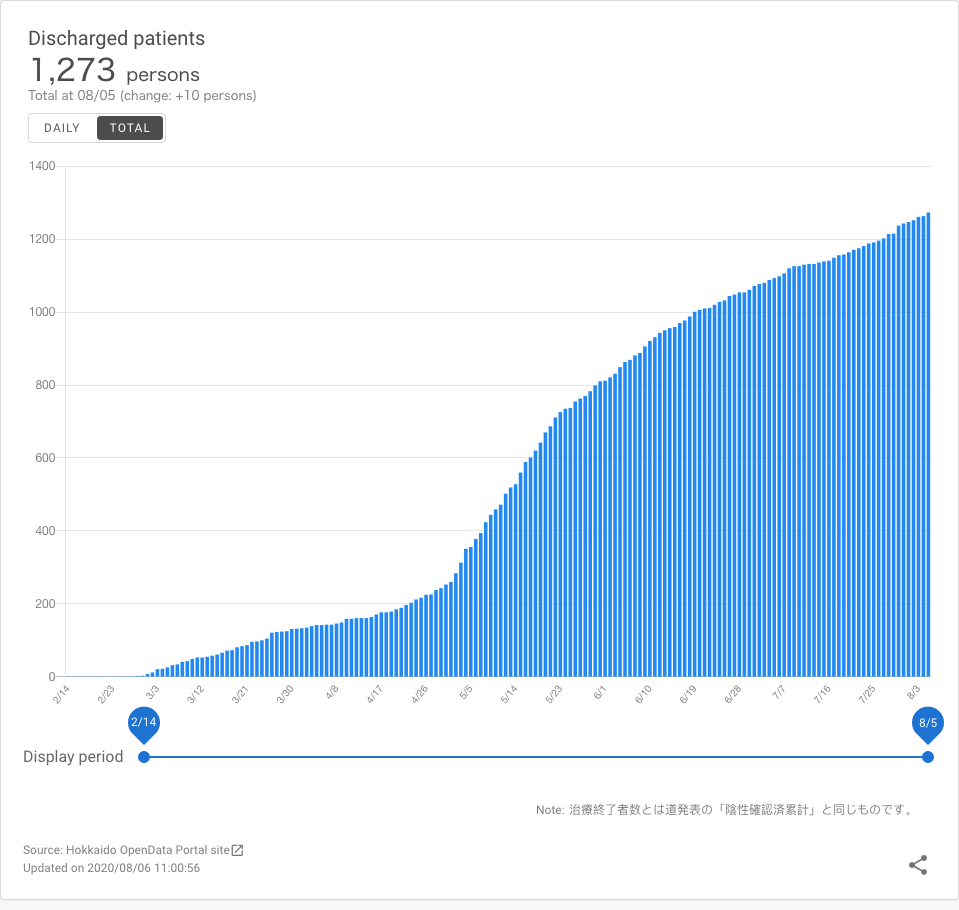 Discharged patients
1,273 persons
Total at 08/05 (change: +10 persons)
DAILY TOTAL
1400
1200
1000
800
600
400
200
0
2/14 2/23 3/3 3/12 3/21 3/30 4/8 4/17 4/26 5/5 5/14 5/23 6/1 6/10 6/19 6/28 7/7 7/16 7/25 8/3
2/14 8/5
Display period
Note: 治療終了者数とは道発表の「陰性確認済累計」と同じものです。
Source: Hokkaido OpenData Portal site
Updated on 2020/08/06 11:00:56